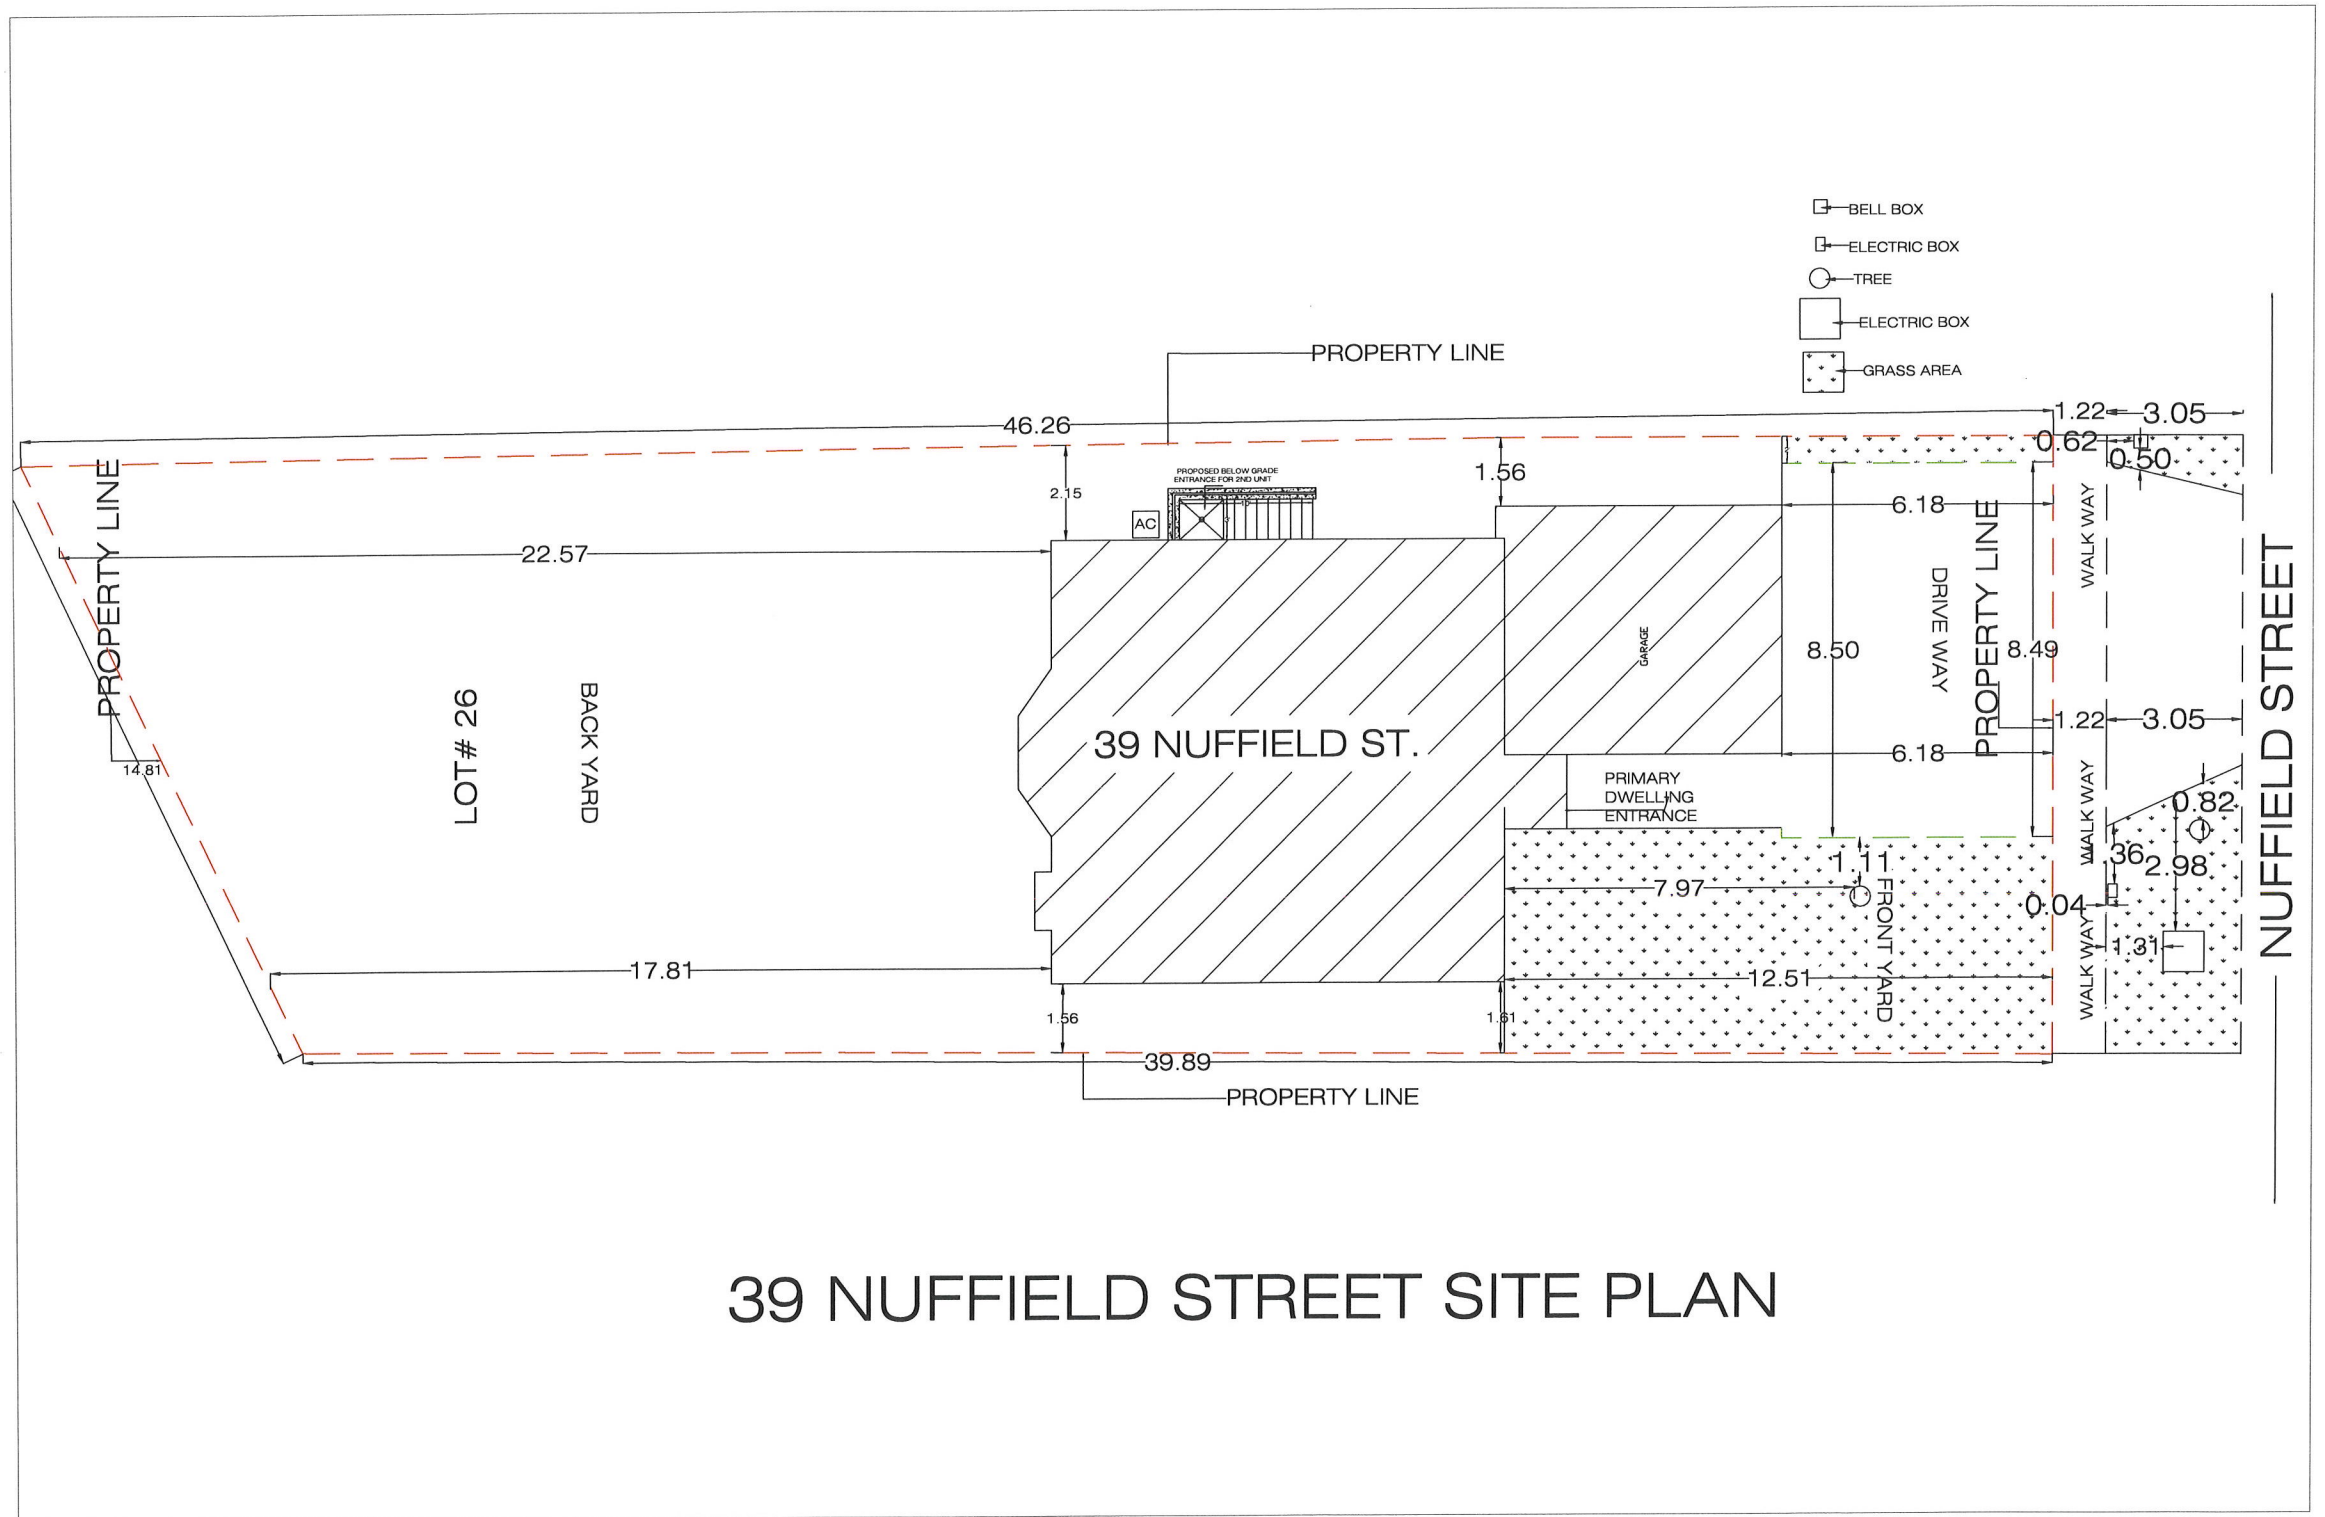 BELL BOX
ELECTRIC BOX
TREE
ELECTRIC BOX
GRASS AREA
PROPERTY LINE
46.26
1.22
3.05
0.62
0.50
PROPERTY LINE
2.15
PROPOSED BELOW GRADE
ENTRANCE FOR 2ND UNIT
AC
1.56
6.18
22.57
WALK WAY
DRIVE WAY
PROPERTY LINE
GARAGE
8.50
8.49
NUFFIELD STREET
14.81
LOT# 26
BACK YARD
39 NUFFIELD ST.
1.22
3.05
6.18
PRIMARY
DWELLING
ENTRANCE
WALK WAY
0.82
1.11
.36
2.98
7.97
FRONT YARD
0.04
WALK WAY
1.31
17.81
12.51
1.56
1.61
39.89
PROPERTY LINE
39 NUFFIELD STREET SITE PLAN